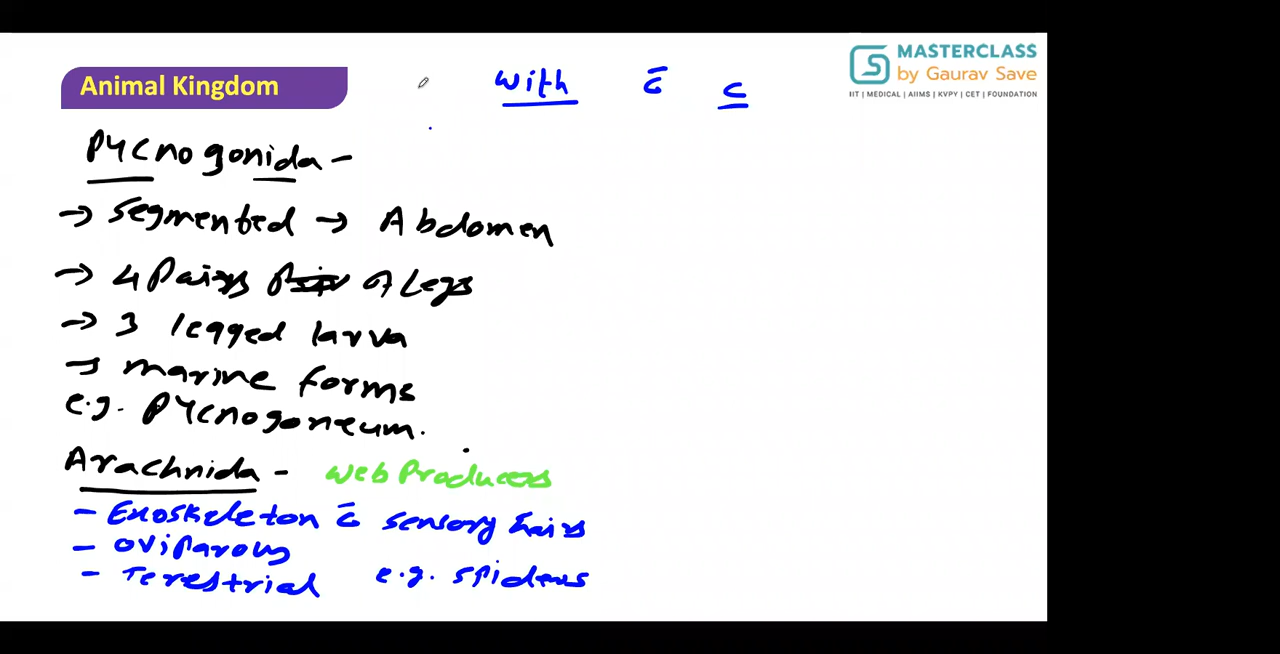 Animal Kingdom
with c̄ c
MASTERCLASS
by Gaurav Save
IIT | MEDICAL | AIIMS | KVPY | CET | FOUNDATION
PYCnogonida -
→ Segmented → Abdomen
→ 4 Pairs of Legs
→ 3 legged larva
→ marine forms
e.g. PYcnogoneum.
Arachnida - web Producers
- Exoskeleton c̄ sensory hairs
- oviparous
- Terestrial e.g. spiders